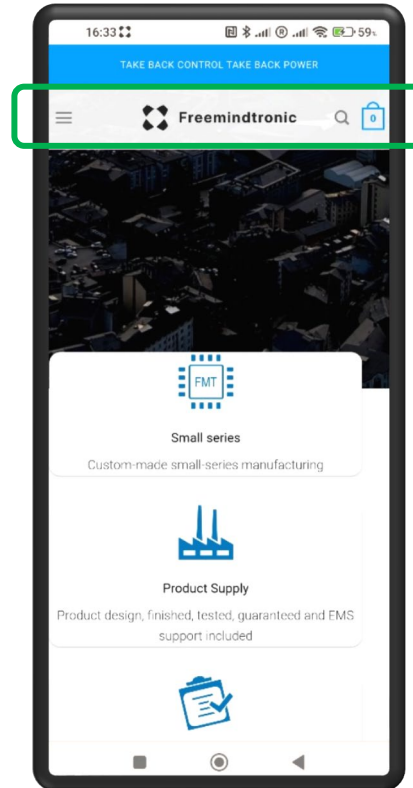 16:33
59%
TAKE BACK CONTROL TAKE BACK POWER
Freemindtronic
0
FMT
Small series
Custom-made small-series manufacturing
Product Supply
Product design, finished, tested, guaranteed and EMS
support included